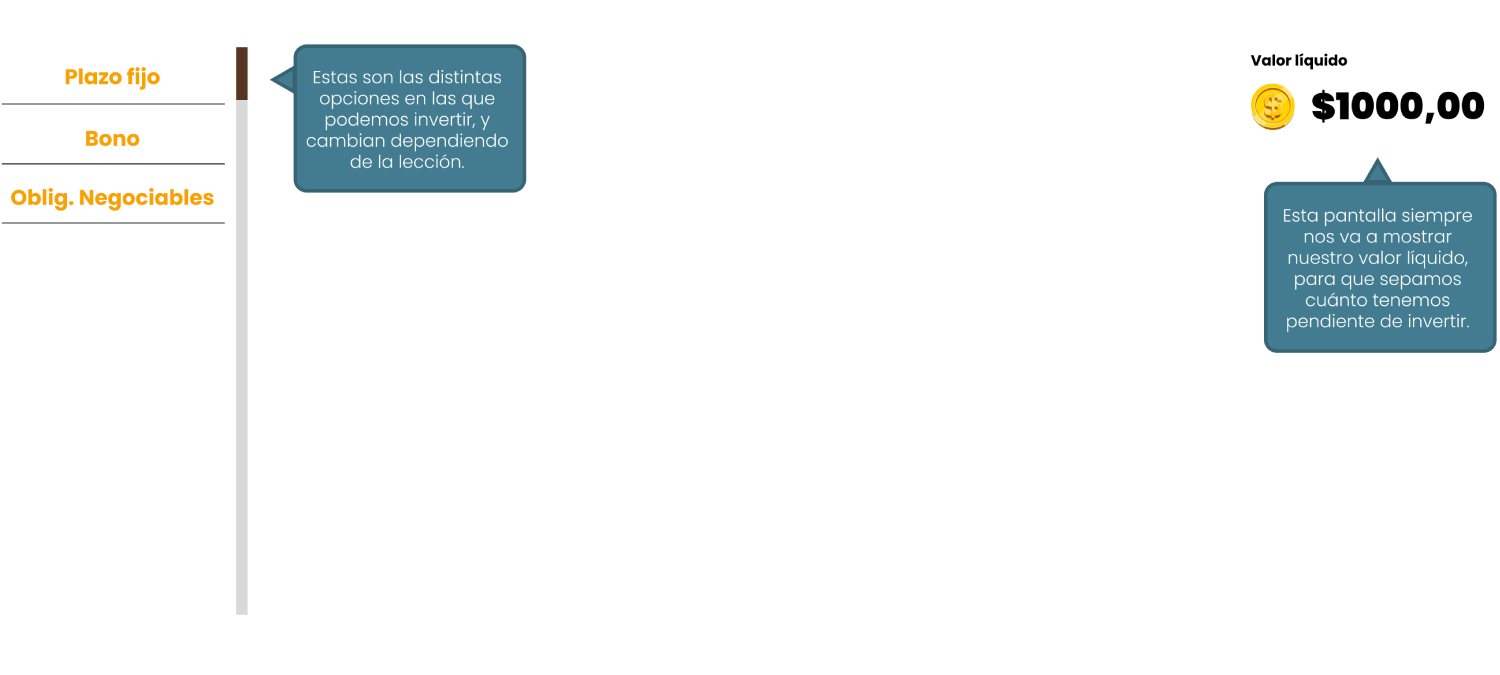 Plazo fijo
Bono
Oblig. Negociables
Estas son las distintas
opciones en las que
podemos invertir, y
cambian dependiendo
de la lección.
Valor líquido
$1000,00
Esta pantalla siempre
nos va a mostrar
nuestro valor líquido,
para que sepamos
cuánto tenemos
pendiente de invertir.